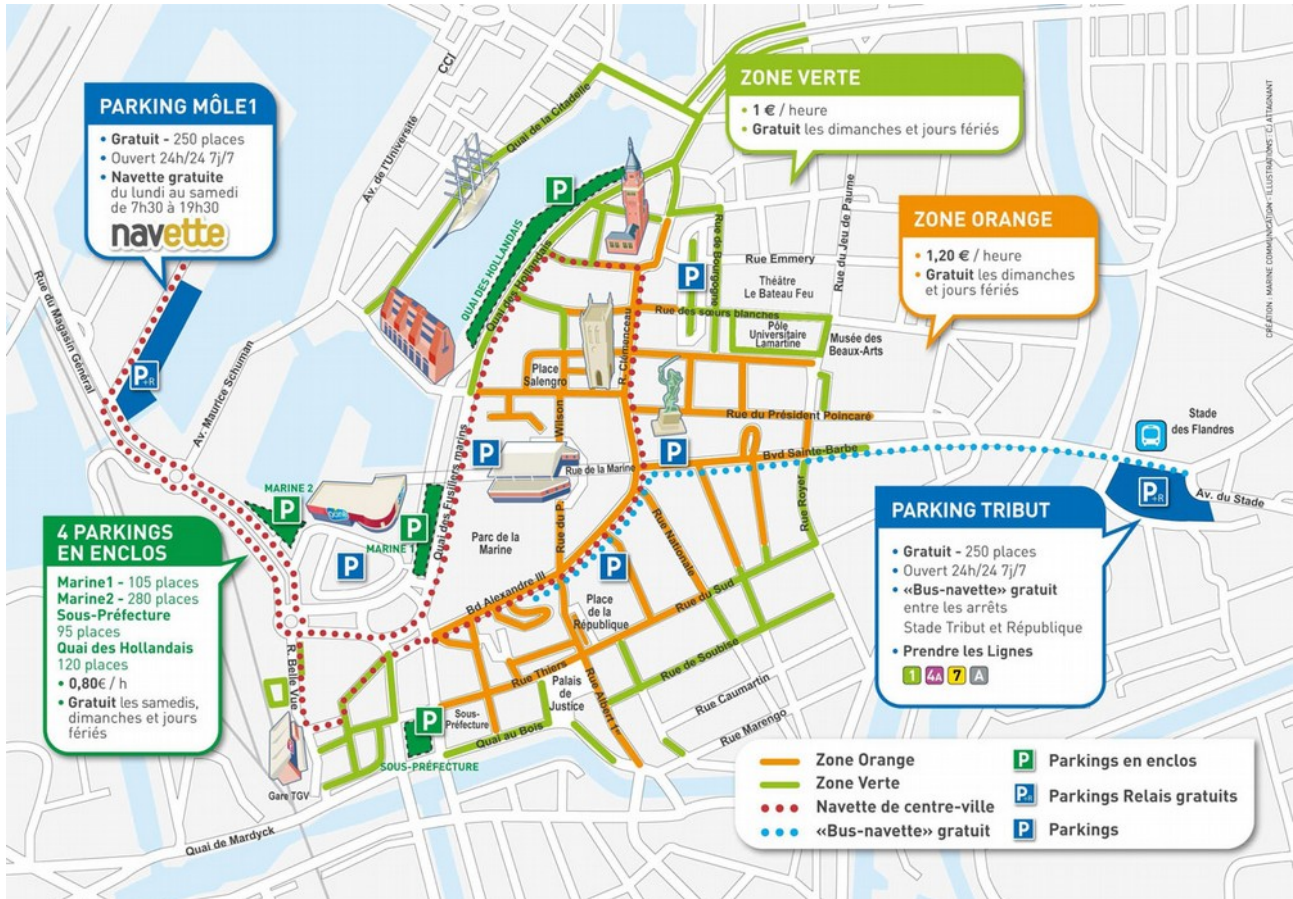 PARKING MÔLE1
• Gratuit - 250 places
• Ouvert 24h/24 7j/7
• Navette gratuite
du lundi au samedi
de 7h30 à 19h30
navette
ZONE VERTE
• 1 € / heure
• Gratuit les dimanches et jours fériés
ZONE ORANGE
• 1,20 € / heure
• Gratuit les dimanches
et jours fériés
CRÉATION : MARINE COMMUNICATION - ILLUSTRATIONS : CJ ATTAGNANT
CCI
Av. de l'Université
Quai de la Citadelle
P
QUAI DES HOLLANDAIS
Quai des Hollandais
Rue de Bourgogne
Rue du Jeu de Paume
Rue Emmery
P
Théâtre
Le Bateau Feu
Rue des sœurs blanches
Pôle
Universitaire
Lamartine
Musée des
Beaux-Arts
Rue du Magasin Général
P+R
Av. Maurice Schuman
Place
Salengro
R. Clémenceau
Wilson
Rue du Président Poincaré
Stade
des Flandres
P
P
Bvd Sainte-Barbe
Rue de la Marine
P+R
Av. du Stade
Quai des Fusiliers marins
MARINE 2
P
P
MARINE 1
Parc de la
Marine
Rue du P.
Rue Nationale
Rue Royer
P
Bd Alexandre III
P
Place
de la
République
Rue du Sud
4 PARKINGS
EN ENCLOS
Marine1 - 105 places
Marine2 - 280 places
Sous-Préfecture
95 places
Quai des Hollandais
120 places
• 0,80€ / h
• Gratuit les samedis,
dimanches et jours
fériés
PARKING TRIBUT
• Gratuit - 250 places
• Ouvert 24h/24 7j/7
• «Bus-navette» gratuit
entre les arrêts
Stade Tribut et République
• Prendre les Lignes
1 4A 7 A
R. Belle Vue
Rue Thiers
Rue de Soubise
Palais
de
Justice
Rue Albert 1er
Rue Caumartin
Rue Marengo
Sous-
Préfecture
P
Quai au Bois
SOUS-PRÉFECTURE
Gare TGV
Quai de Mardyck
Zone Orange
Zone Verte
Navette de centre-ville
«Bus-navette» gratuit
P Parkings en enclos
P+R Parkings Relais gratuits
P Parkings